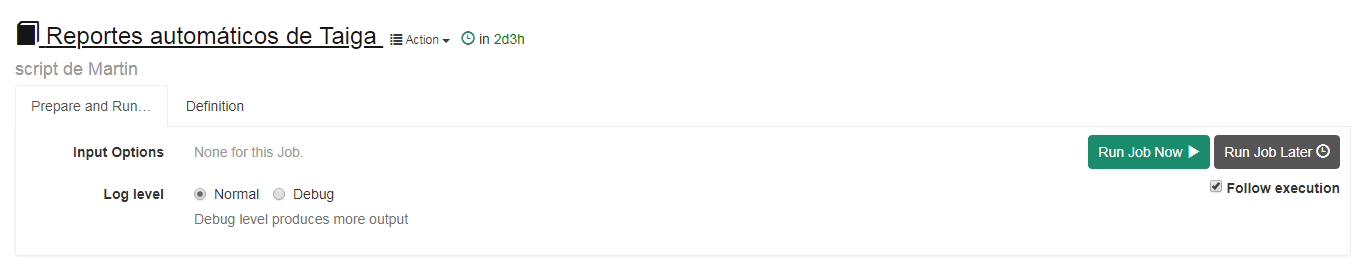 Reportes automáticos de Taiga Action in 2d3h
script de Martin
Prepare and Run… Definition
Input Options None for this Job. Run Job Now Run Job Later
Log level Normal Debug Follow execution
Debug level produces more output